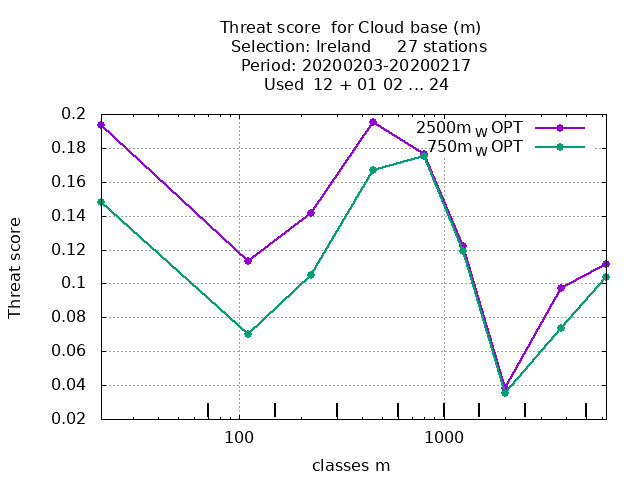 Threat score  for Cloud base (m)
Selection: Ireland     27 stations
Period: 20200203-20200217
Used  12 + 01 02 ... 24
2500m W OPT
750m W OPT
0.2
0.18
0.16
0.14
0.12
0.1
0.08
0.06
0.04
0.02
Threat score
100
1000
classes m